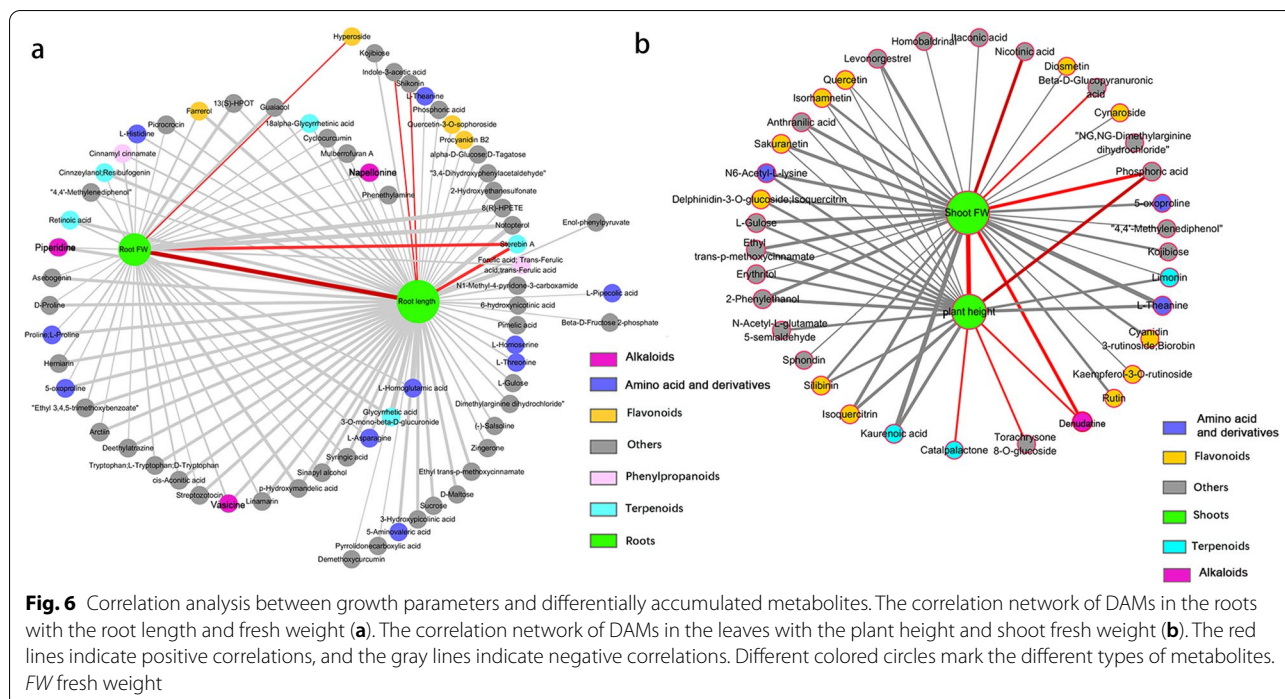 a
Hyperoside
Kojibiose
Indole-3-acetic acid
Shikonin
L-Theanine
Phosphoric acid
Quercetin-3-O-sophoroside
Procyanidin B2
alpha-D-Glucose;D-Tagatose
"3,4-Dihydroxyphenylacetaldehyde"
2-Hydroxyethanesulfonate
8(R)-HPETE
Notopterol
Enol-phenylpyruvate
Sterebin A
Ferulic acid; Trans-Ferulic
acid;trans-Ferulic acid
N1-Methyl-4-pyridone-3-carboxamide
6-hydroxynicotinic acid
L-Pipecolic acid
Pimelic acid
Beta-D-Fructose 2-phosphate
L-Homoserine
L-Threonine
L-Gulose
Dimethylarginine dihydrochloride"
(-)-Salsoline
Zingerone
Ethyl trans-p-methoxycinnamate
D-Maltose
Sucrose
3-Hydroxypicolinic acid
5-Aminovaleric acid
Pyrrolidonecarboxylic acid
Demethoxycurcumin
L-Homoglutamic acid
Glycyrrhetic acid
3-O-mono-beta-D-glucuronide
L-Asparagine
Syringic acid
Sinapyl alcohol
p-Hydroxymandelic acid
Linamarin
Vasicine
Streptozotocin
cis-Aconitic acid
Tryptophan;L-Tryptophan;D-Tryptophan
Deethylatrazine
Arctiin
"Ethyl 3,4,5-trimethoxybenzoate"
5-oxoproline
Herniarin
Proline;L-Proline
D-Proline
Asebogenin
Piperidine
Retinoic acid
"4,4'-Methylenediphenol"
Cinnzeylanol;Resibufogenin
Cinnamyl cinnamate
L-Histidine
Picrocrocin
Farrerol
13(S)-HPOT
Guaiacol
18alpha-Glycyrrhetinic acid
Cyclocurcumin
Mulberrofuran A
Napellonine
Phenethylamine
Root FW
Root length
Alkaloids
Amino acid and derivatives
Flavonoids
Others
Phenylpropanoids
Terpenoids
Roots
b
Itaconic acid
Homobaldrinal
Nicotinic acid
Levonorgestrel
Diosmetin
Quercetin
Beta-D-Glucopyranuronic
acid
Isorhamnetin
Cynaroside
Anthranilic acid
"NG,NG-Dimethylarginine
dihydrochloride"
Sakuranetin
Phosphoric acid
N6-Acetyl-L-lysine
5-oxoproline
Delphinidin-3-O-glucoside;Isoquercitrin
"4,4'-Methylenediphenol"
L-Gulose
Kojibiose
Ethyl
trans-p-methoxycinnamate
Limonin
Erythritol
L-Theanine
2-Phenylethanol
Cyanidin
3-rutinoside;Biorobin
N-Acetyl-L-glutamate
5-semialdehyde
Kaempferol-3-O-rutinoside
Sphondin
Rutin
Silibinin
Isoquercitrin
Denudatine
Kaurenoic acid
Torachrysone
8-O-glucoside
Catalpalactone
Shoot FW
plant height
Amino acid
and derivatives
Flavonoids
Others
Shoots
Terpenoids
Alkaloids
Fig. 6 Correlation analysis between growth parameters and differentially accumulated metabolites. The correlation network of DAMs in the roots
with the root length and fresh weight (a). The correlation network of DAMs in the leaves with the plant height and shoot fresh weight (b). The red
lines indicate positive correlations, and the gray lines indicate negative correlations. Different colored circles mark the different types of metabolites.
FW fresh weight